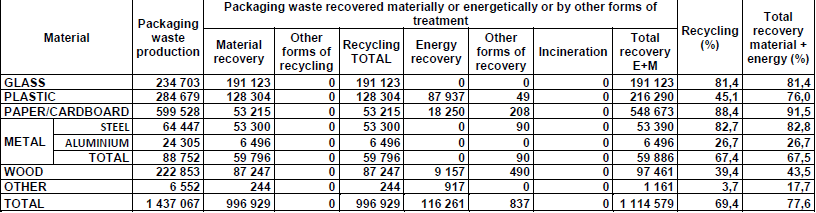 Material
Packaging
waste
production
Packaging waste recovered materially or energetically or by other forms of
treatment
Material
recovery
Other
forms of
recycling
Recycling
TOTAL
Energy
recovery
Other
forms of
recovery
Incineration
Total
recovery
E+M
Recycling
(%)
Total
recovery
material +
energy (%)
GLASS 234 703 191 123 0 191 123 0 0 0 191 123 81,4 81,4
PLASTIC 284 679 128 304 0 128 304 87 937 49 0 216 290 45,1 76,0
PAPER/CARDBOARD 599 528 53 215 0 53 215 18 250 208 0 548 673 88,4 91,5
METAL STEEL 64 447 53 300 0 53 300 0 90 0 53 390 82,7 82,8
ALUMINIUM 24 305 6 496 0 6 496 0 0 0 6 496 26,7 26,7
TOTAL 88 752 59 796 0 59 796 0 90 0 59 886 67,4 67,5
WOOD 222 853 87 247 0 87 247 9 157 490 0 97 461 39,4 43,5
OTHER 6 552 244 0 244 917 0 0 1 161 3,7 17,7
TOTAL 1 437 067 996 929 0 996 929 116 261 837 0 1 114 579 69,4 77,6